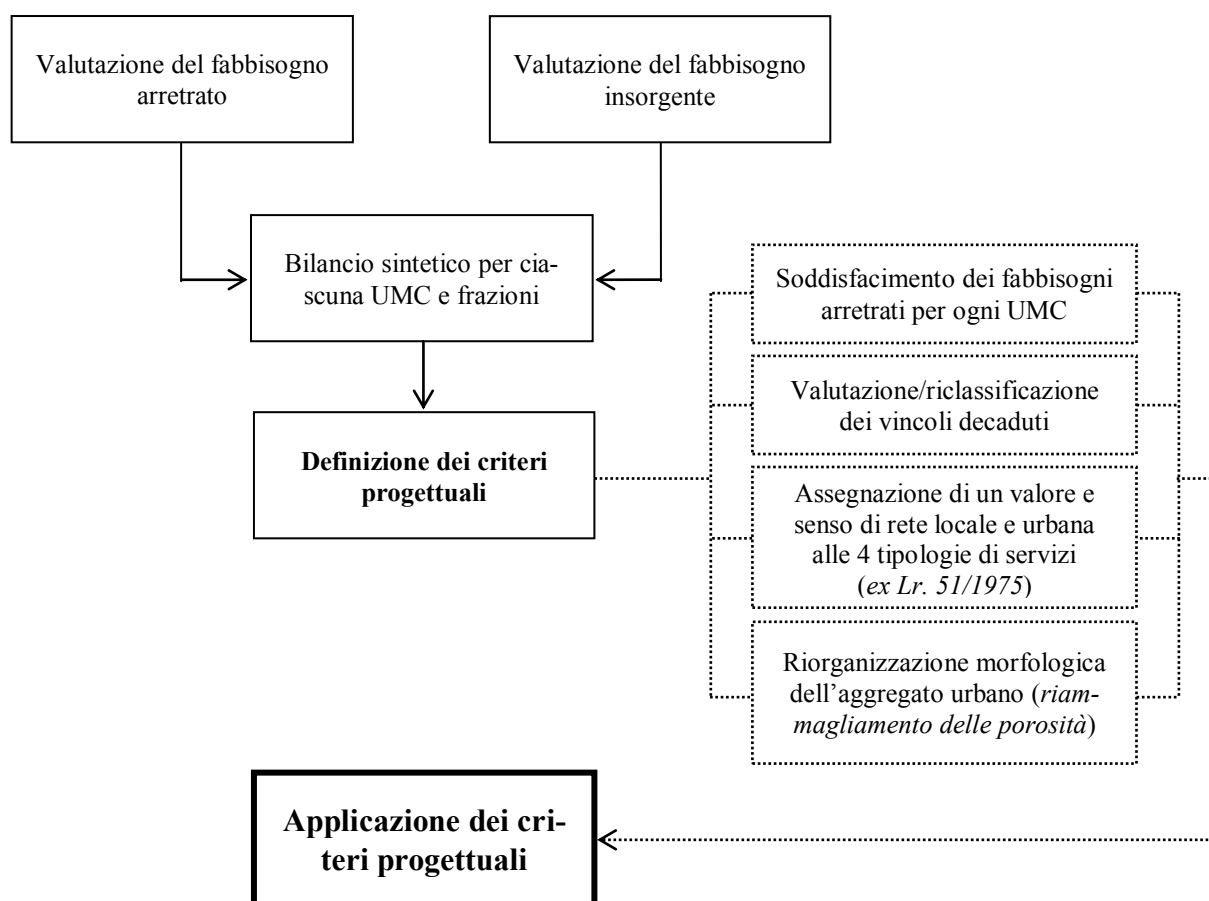 Valutazione del fabbisogno
arretrato
Valutazione del fabbisogno
insorgente
Bilancio sintetico per cia-
scuna UMC e frazioni
Definizione dei criteri
progettuali
Soddisfacimento dei fabbisogni
arretrati per ogni UMC
Valutazione/riclassificazione
dei vincoli decaduti
Assegnazione di un valore e
senso di rete locale e urbana
alle 4 tipologie di servizi
(ex Lr. 51/1975)
Riorganizzazione morfologica
dell’aggregato urbano (riam-
magliamento delle porosità)
Applicazione dei cri-
teri progettuali